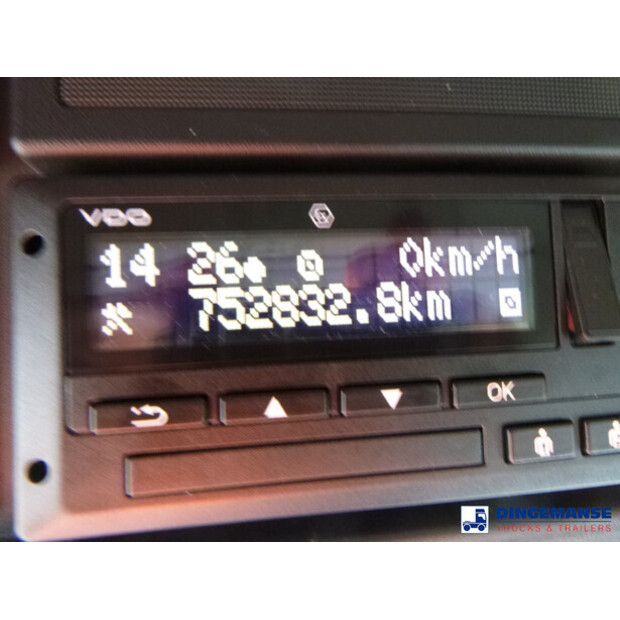 VDO
14 26 0km/h
752832.8km
OK
DINGEMANSE
TRUCKS & TRAILERS